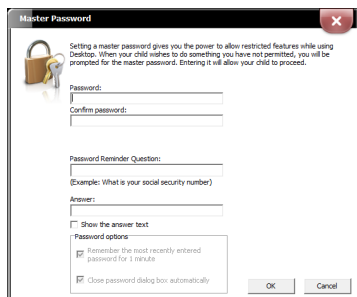 Master Password
Setting a master password gives you the power to allow restricted features while using
Desktop. When your child wishes to do something you have not permitted, you will be
prompted for the master password. Entering it will allow your child to proceed.
Password:
Confirm password:
Password Reminder Question:
(Example: What is your social security number)
Answer:
Show the answer text
Password options
Remember the most recently entered
password for 1 minute
Close password dialog box automatically
OK Cancel